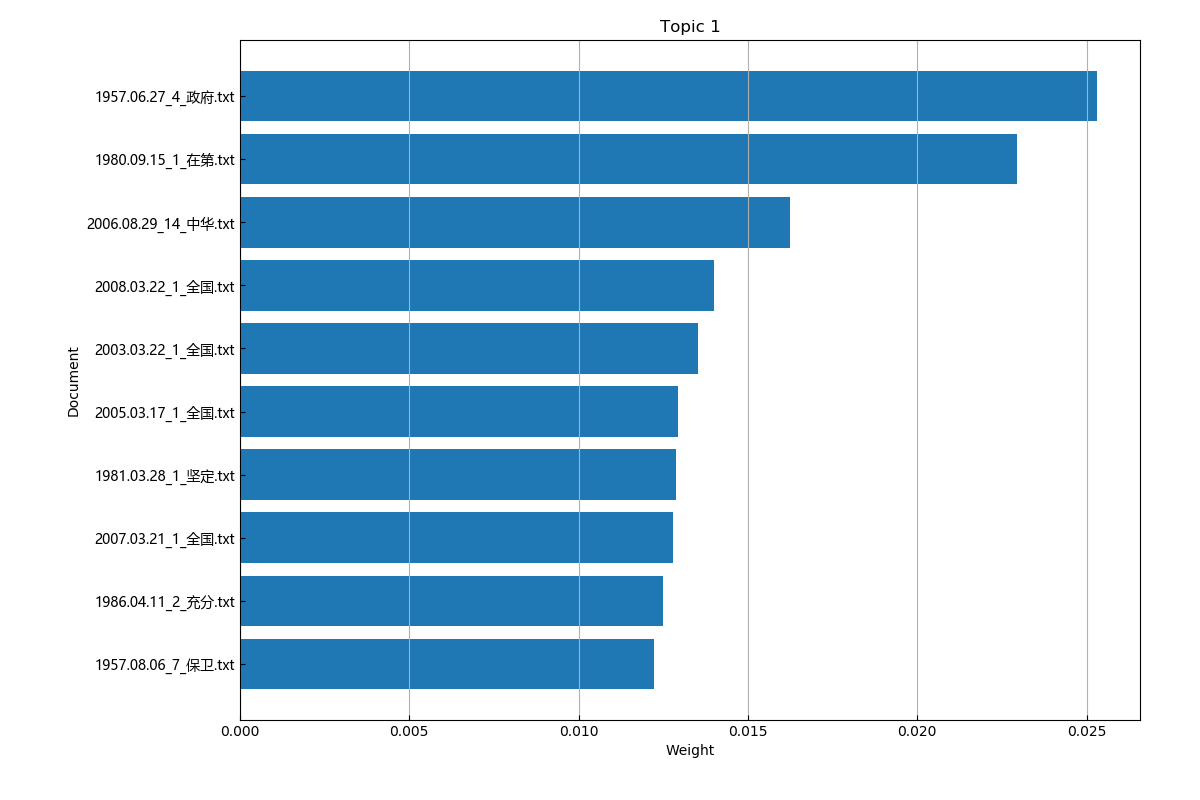 Topic 1
1957.06.27_4_政府.txt
1980.09.15_1_在第.txt
2006.08.29_14_中华.txt
2008.03.22_1_全国.txt
2003.03.22_1_全国.txt
2005.03.17_1_全国.txt
1981.03.28_1_坚定.txt
2007.03.21_1_全国.txt
1986.04.11_2_充分.txt
1957.08.06_7_保卫.txt
Document
0.000 0.005 0.010 0.015 0.020 0.025
Weight